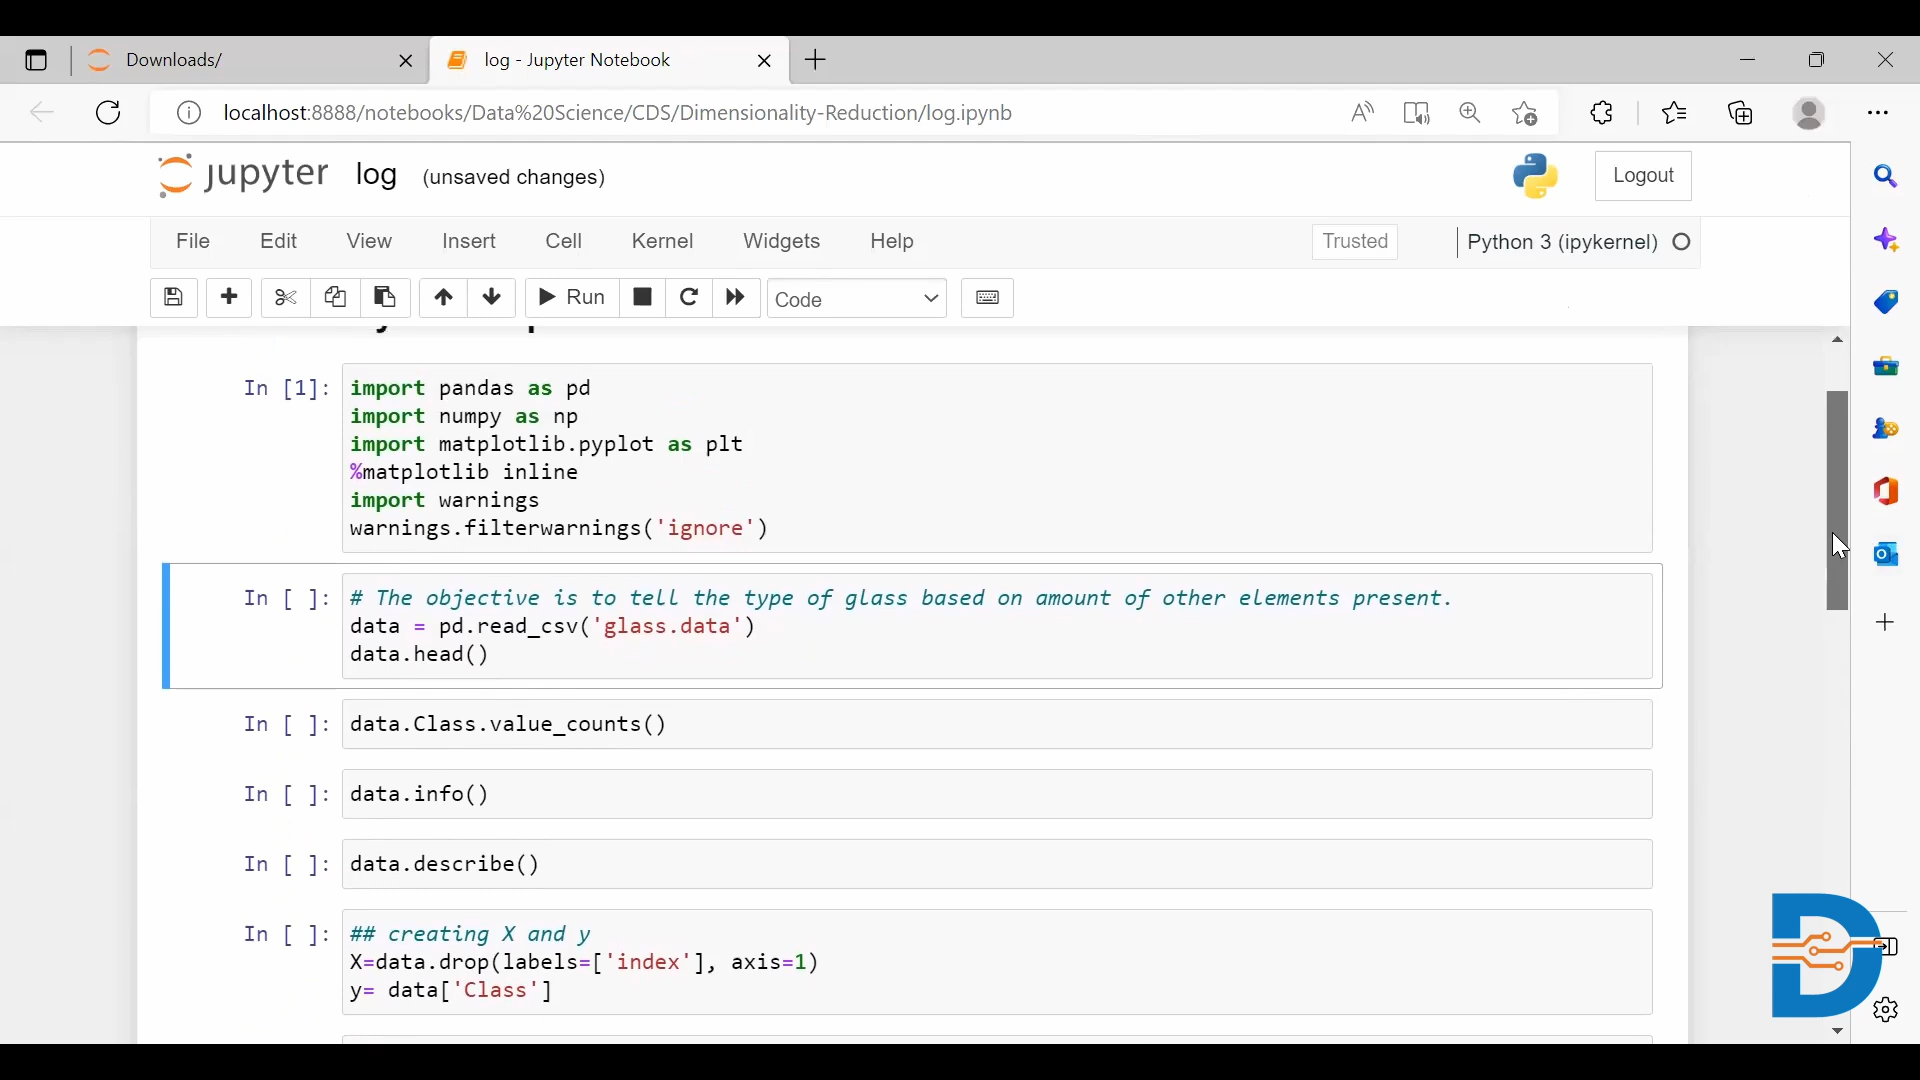 Downloads/
log - Jupyter Notebook
localhost:8888/notebooks/Data%20Science/CDS/Dimensionality-Reduction/log.ipynb
jupyter log (unsaved changes)
Logout
File Edit View Insert Cell Kernel Widgets Help
Trusted
Python 3 (ipykernel)
Run
Code
In [1]:
import pandas as pd
import numpy as np
import matplotlib.pyplot as plt
%matplotlib inline
import warnings
warnings.filterwarnings('ignore')
In [ ]:
# The objective is to tell the type of glass based on amount of other elements present.
data = pd.read_csv('glass.data')
data.head()
In [ ]:
data.Class.value_counts()
In [ ]:
data.info()
In [ ]:
data.describe()
In [ ]:
## creating X and y
X=data.drop(labels=['index'], axis=1)
y= data['Class']